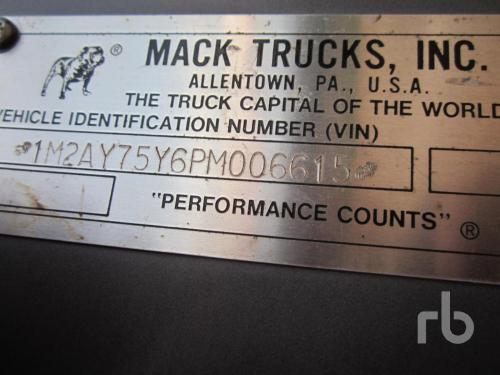 ® MACK TRUCKS, INC.
ALLENTOWN, PA., U.S.A.
THE TRUCK CAPITAL OF THE WORLD
VEHICLE IDENTIFICATION NUMBER (VIN)
1M2AY75Y6PM006615
"PERFORMANCE COUNTS" ®
rb